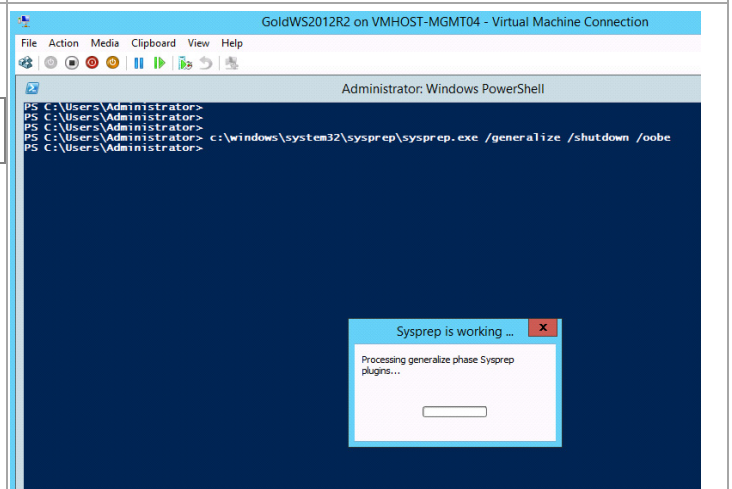 GoldWS2012R2 on VMHOST-MGMT04 - Virtual Machine Connection
File Action Media Clipboard View Help
Administrator: Windows PowerShell
PS C:\Users\Administrator>
PS C:\Users\Administrator>
PS C:\Users\Administrator>
PS C:\Users\Administrator> c:\windows\system32\sysprep\sysprep.exe /generalize /shutdown /oobe
PS C:\Users\Administrator>
Sysprep is working ...
Processing generalize phase Sysprep
plugins...